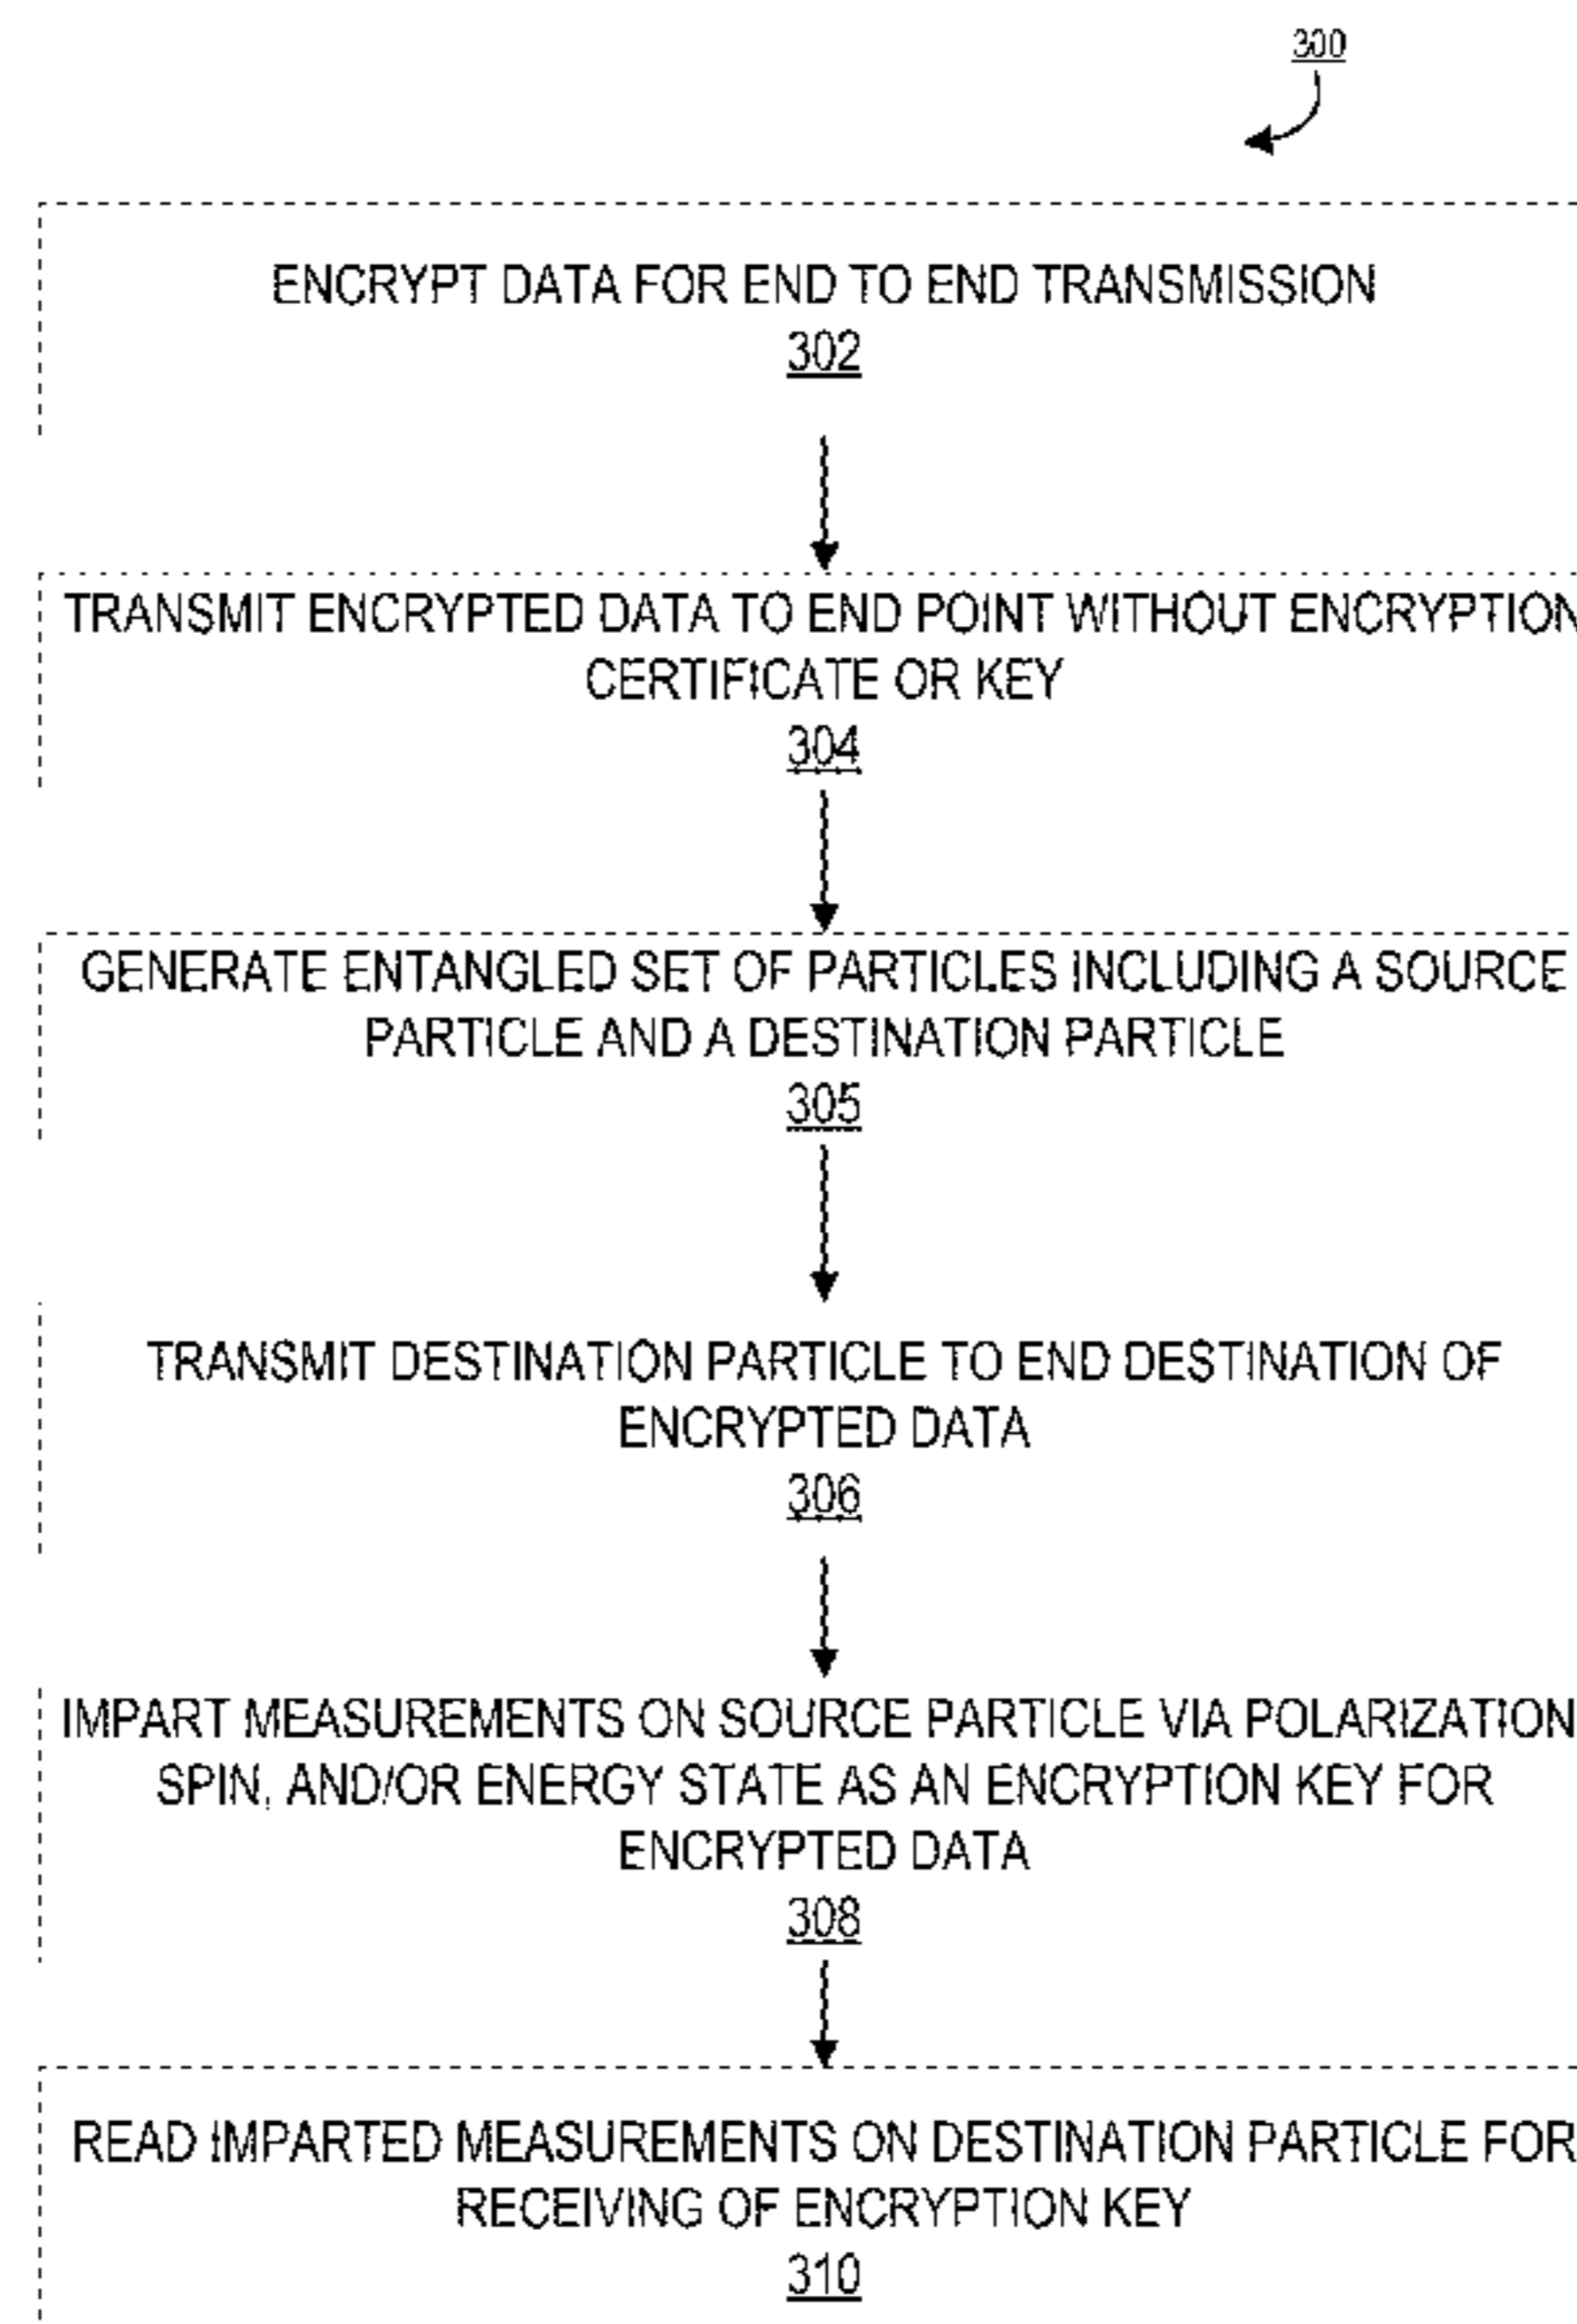 300
ENCRYPT DATA FOR END TO END TRANSMISSION
302
TRANSMIT ENCRYPTED DATA TO END POINT WITHOUT ENCRYPTION
CERTIFICATE OR KEY
304
GENERATE ENTANGLED SET OF PARTICLES INCLUDING A SOURCE
PARTICLE AND A DESTINATION PARTICLE
305
TRANSMIT DESTINATION PARTICLE TO END DESTINATION OF
ENCRYPTED DATA
306
IMPART MEASUREMENTS ON SOURCE PARTICLE VIA POLARIZATION
SPIN, AND/OR ENERGY STATE AS AN ENCRYPTION KEY FOR
ENCRYPTED DATA
308
READ IMPARTED MEASUREMENTS ON DESTINATION PARTICLE FOR
RECEIVING OF ENCRYPTION KEY
310